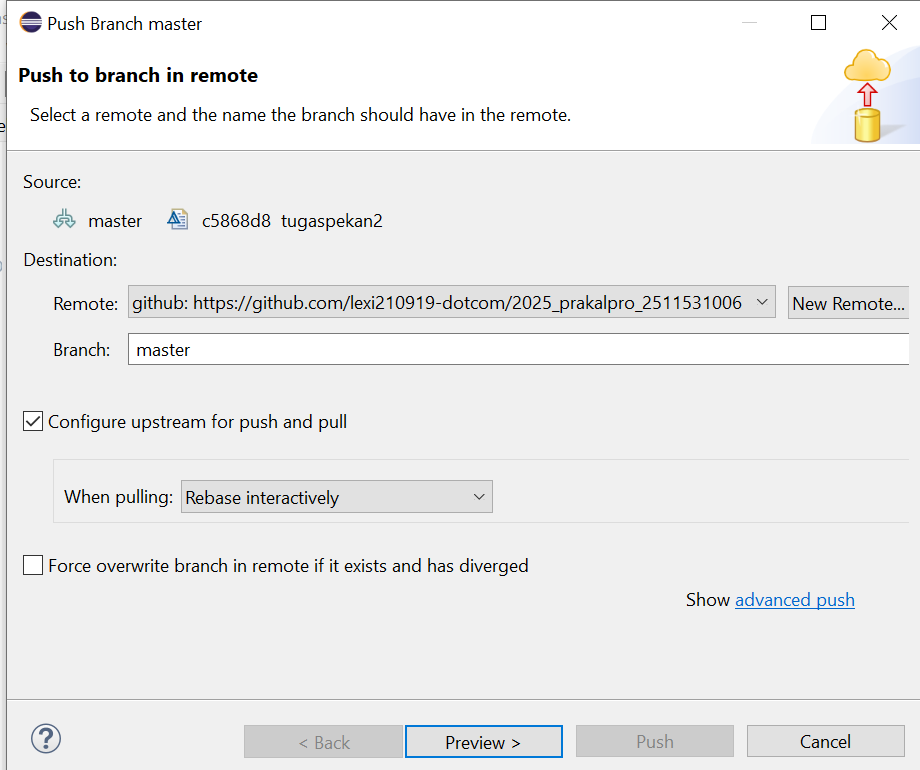 Push Branch master
Push to branch in remote
Select a remote and the name the branch should have in the remote.
Source:
master c5868d8 tugaspekan2
Destination:
Remote: github: https://github.com/lexi210919-dotcom/2025_prakalpro_2511531006 New Remote...
Branch: master
Configure upstream for push and pull
When pulling: Rebase interactively
Force overwrite branch in remote if it exists and has diverged
Show advanced push
? < Back Preview > Push Cancel